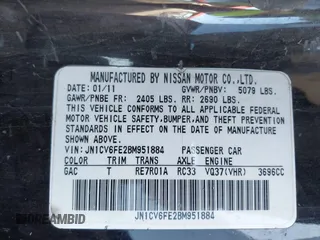 MANUFACTURED BY NISSAN MOTOR CO.,LTD.
DATE: 01/11 GVWR/PNBV: 5079 LBS.
GAWR/PNBE FR: 2405 LBS. RR: 2690 LBS.
THIS VEHICLE CONFORMS TO ALL APPLICABLE FEDERAL
MOTOR VEHICLE SAFETY, BUMPER, AND THEFT PREVENTION
STANDARDS IN EFFECT ON THE DATE OF MANUFACTURE
SHOWN ABOVE.
VIN: JN1CV6FE2BM951884 PASSENGER CAR
COLOR TRIM TRANS AXLE ENGINE
GAC T RE7R01A RC33 VQ37(VHR) 3696CC
JN1CV6FE2BM951884